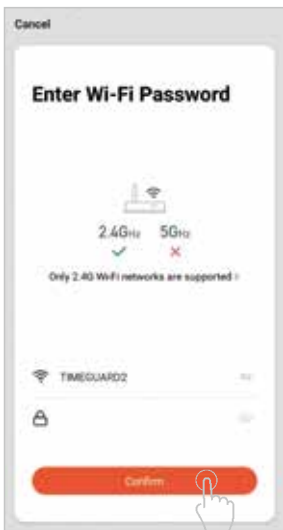 Cancel
Enter Wi-Fi Password
2.4GHz 5GHz
Only 2.4G Wi-Fi networks are supported >
TIMEGUARD2
Confirm